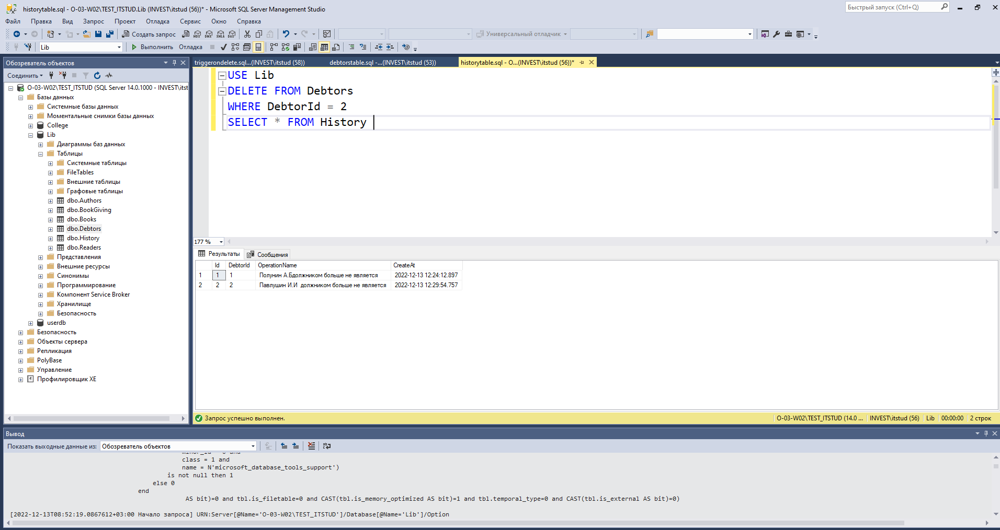 historytable.sql - O-03-W02\TEST_ITSTUD.Lib (INVEST\itstud (56))* - Microsoft SQL Server Management Studio
Быстрый запуск (Ctrl+Q)
Файл Правка Вид Запрос Проект Отладка Сервис Окно Справка
Создать запрос MDX DMX XMLA DAX Универсальный отладчик
Lib Выполнить Отладка
Обозреватель объектов
triggerondelete.sql...(INVEST\itstud (58)) debtorstable.sql -...(INVEST\itstud (53)) historytable.sql - O...(INVEST\itstud (56))*
Соединить
O-03-W02\TEST_ITSTUD (SQL Server 14.0.1000 - INVEST\itst
Базы данных
Системные базы данных
Моментальные снимки базы данных
College
Lib
Диаграммы баз данных
Таблицы
Системные таблицы
FileTables
Внешние таблицы
Графовые таблицы
dbo.Authors
dbo.BookGiving
dbo.Books
dbo.Debtors
dbo.History
dbo.Readers
Представления
Внешние ресурсы
Синонимы
Программирование
Компонент Service Broker
Хранилище
Безопасность
userdb
Безопасность
Объекты сервера
Репликация
PolyBase
Управление
Профилировщик XE
USE Lib
DELETE FROM Debtors
WHERE DebtorId = 2
SELECT * FROM History
177 %
Результаты Сообщения
Id DebtorId OperationName CreateAt
1 1 1 Полунин А.Бдолжником больше не является 2022-12-13 12:24:12.897
2 2 2 Павлушин И.И должником больше не является 2022-12-13 12:29:54.757
Запрос успешно выполнен.
O-03-W02\TEST_ITSTUD (14.0 ... INVEST\itstud (56) Lib 00:00:00 2 строк
Вывод
Показать выходные данные из: Обозреватель объектов
class = 1 and
name = N'microsoft_database_tools_support')
is not null then 1
else 0
end
AS bit)=0 and tbl.is_filetable=0 and CAST(tbl.is_memory_optimized AS bit)=1 and tbl.temporal_type=0 and CAST(tbl.is_external AS bit)=0)
[2022-12-13T08:52:19.0867612+03:00 Начало запроса] URN:Server[@Name='O-03-W02\TEST_ITSTUD']/Database[@Name='Lib']/Option